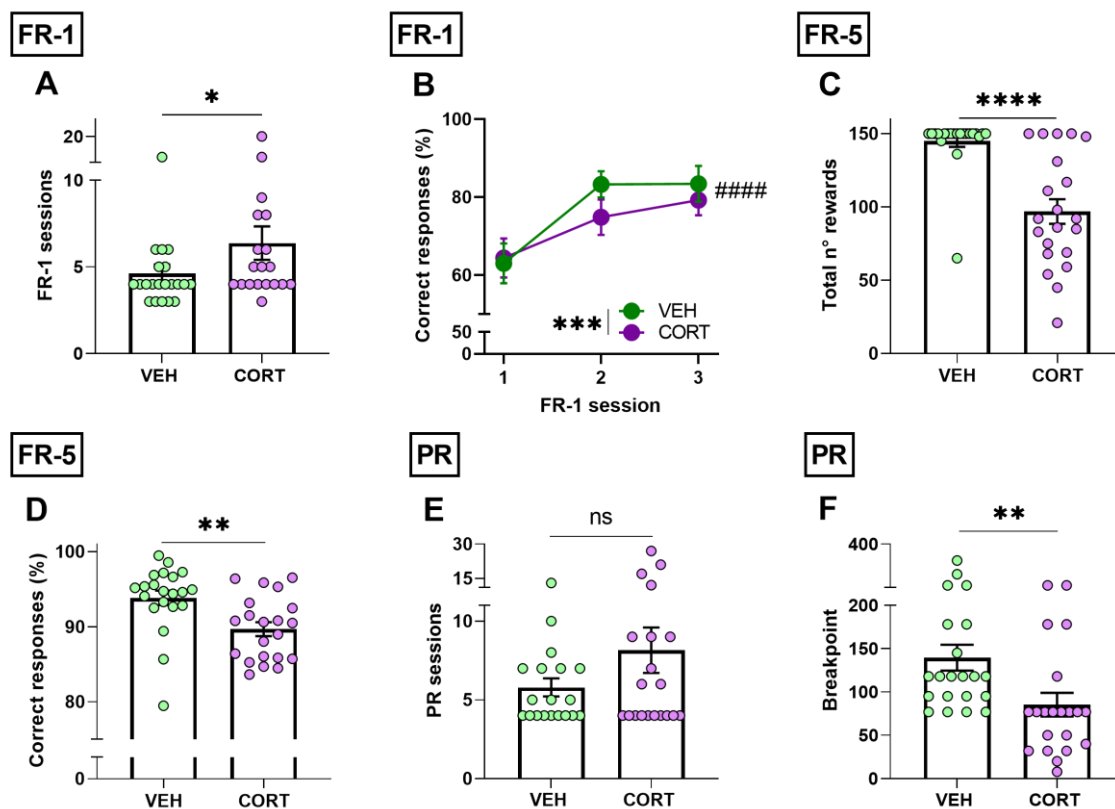 FR-1
A
*
FR-1 sessions
20
10
5
0
VEH CORT
FR-1
B
Correct responses (%)
100
80
60
50
0
####
*** VEH
CORT
1 2 3
FR-1 session
FR-5
C
****
Total n° rewards
150
100
50
0
VEH CORT
FR-5
D
**
Correct responses (%)
100
90
80
0
VEH CORT
PR
E
ns
PR sessions
30
15
10
5
0
VEH CORT
PR
F
**
Breakpoint
400
200
150
100
50
0
VEH CORT